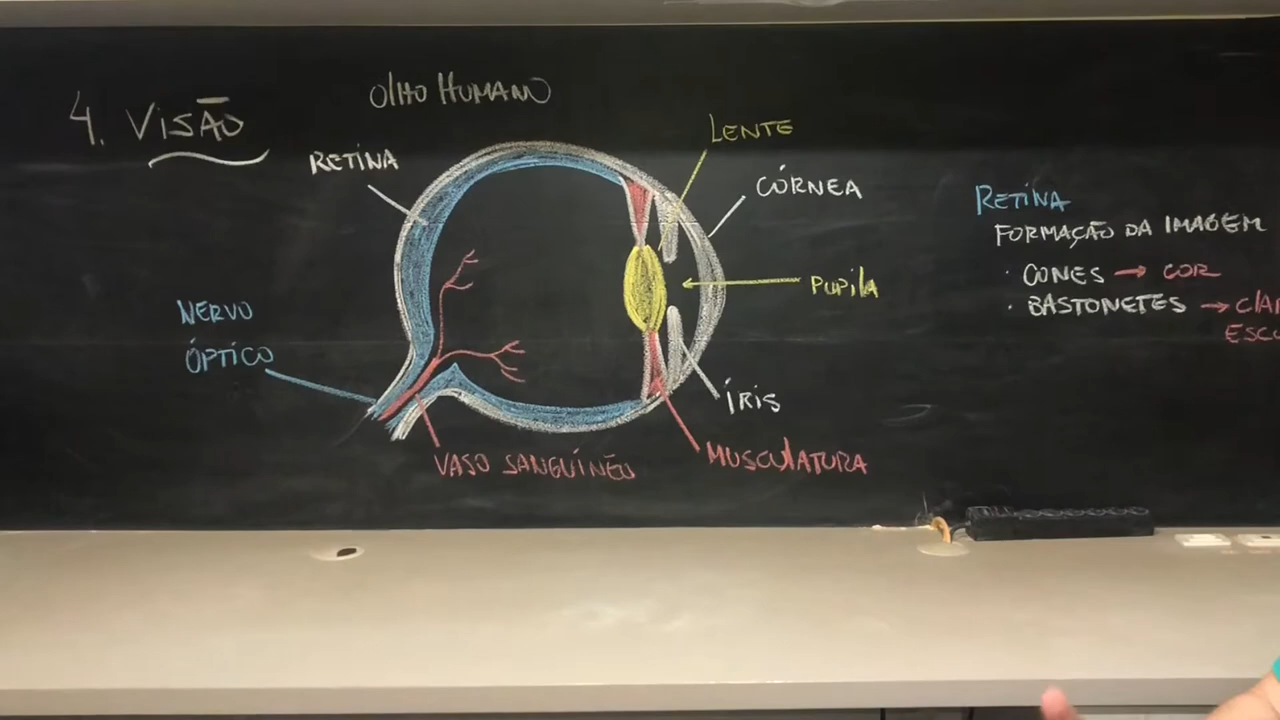 4. VISÃO
OLHO HUMANO
RETINA
LENTE
CÓRNEA
PUPILA
NERVO
ÓPTICO
ÍRIS
VASO SANGUÍNEO
MUSCULATURA
RETINA
FORMAÇÃO DA IMAGEM
· CONES → COR
· BASTONETES →